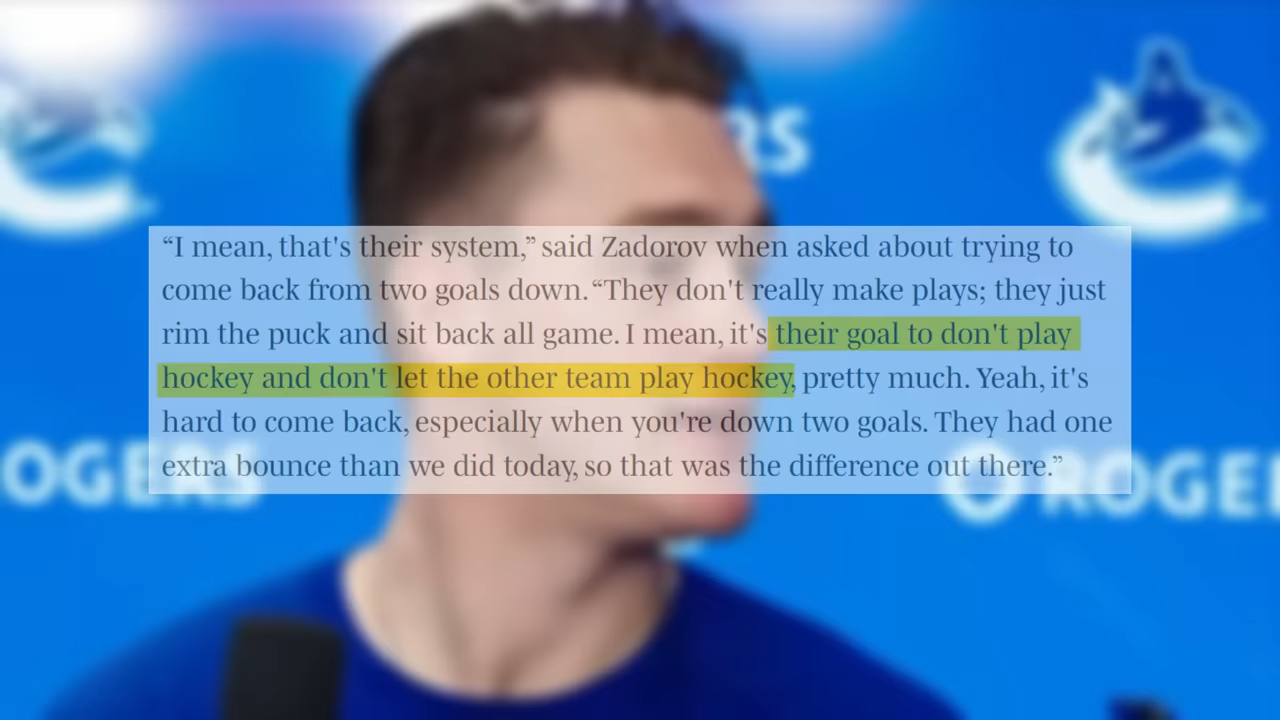 RS
“I mean, that's their system,” said Zadorov when asked about trying to
come back from two goals down.“They don't really make plays; they just
rim the puck and sit back all game. I mean, it's their goal to don't play
hockey and don't let the other team play hockey, pretty much. Yeah, it's
hard to come back, especially when you're down two goals. They had one
extra bounce than we did today, so that was the difference out there.”
OGERS
ROGE